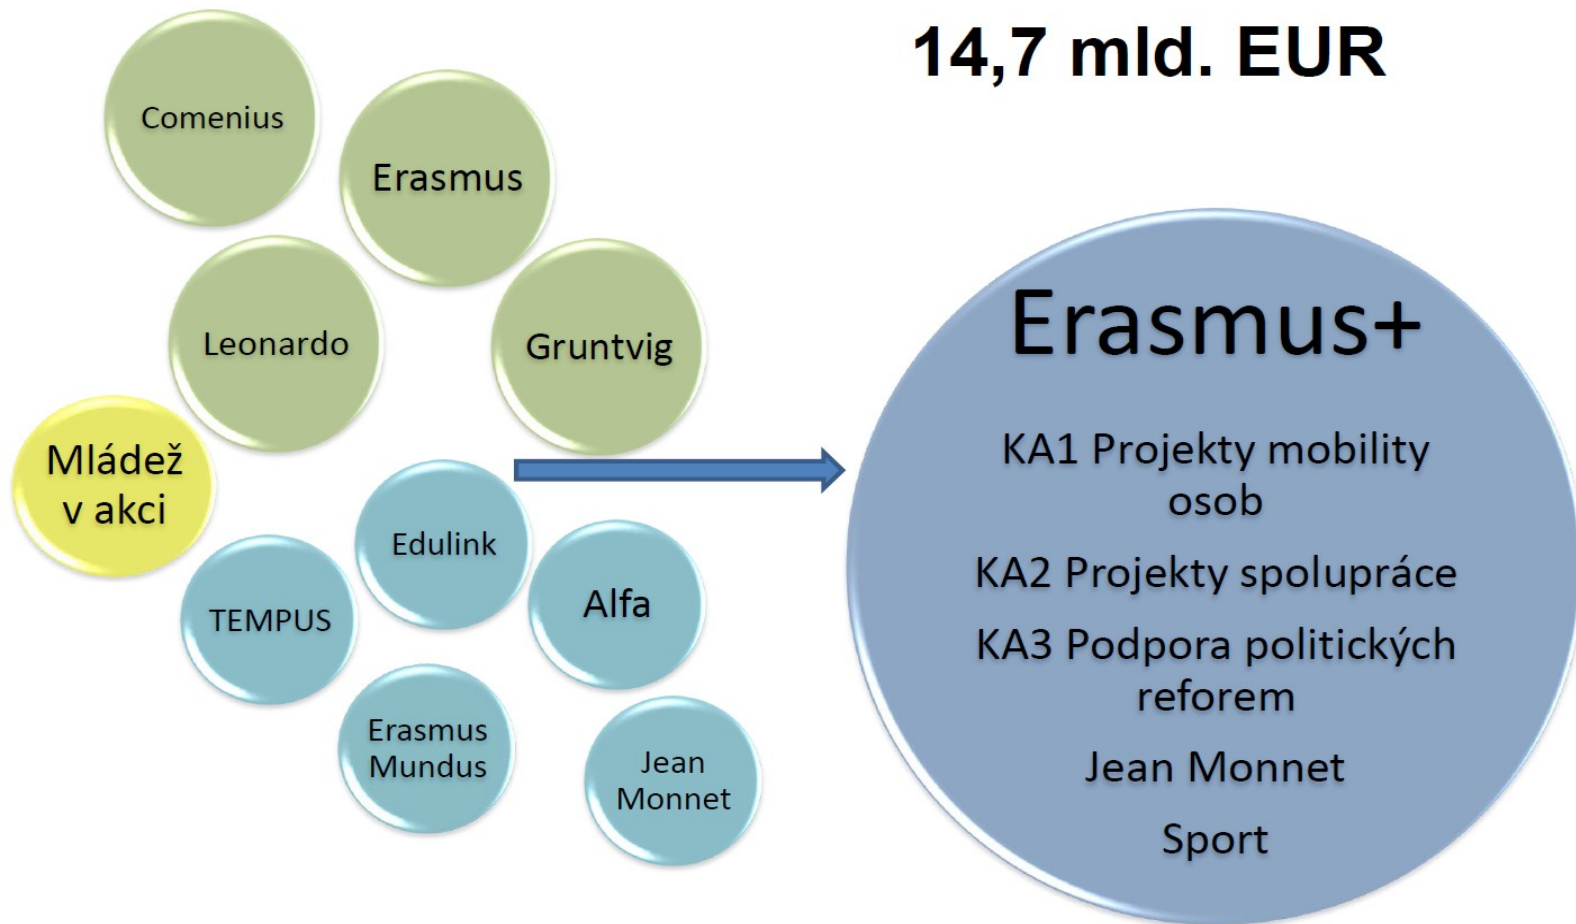 14,7 mld. EUR
Comenius
Erasmus
Leonardo
Gruntvig
Mládež
v akci
Edulink
TEMPUS
Alfa
Erasmus
Mundus
Jean
Monnet
Erasmus+
KA1 Projekty mobility
osob
KA2 Projekty spolupráce
KA3 Podpora politických
reforem
Jean Monnet
Sport